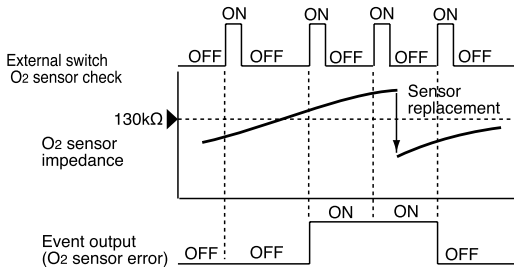 ON ON ON ON
OFF OFF OFF OFF OFF
External switch
O2 sensor check
Sensor
replacement
130kΩ
O2 sensor
impedance
ON ON
Event output
(O2 sensor error)
OFF OFF OFF